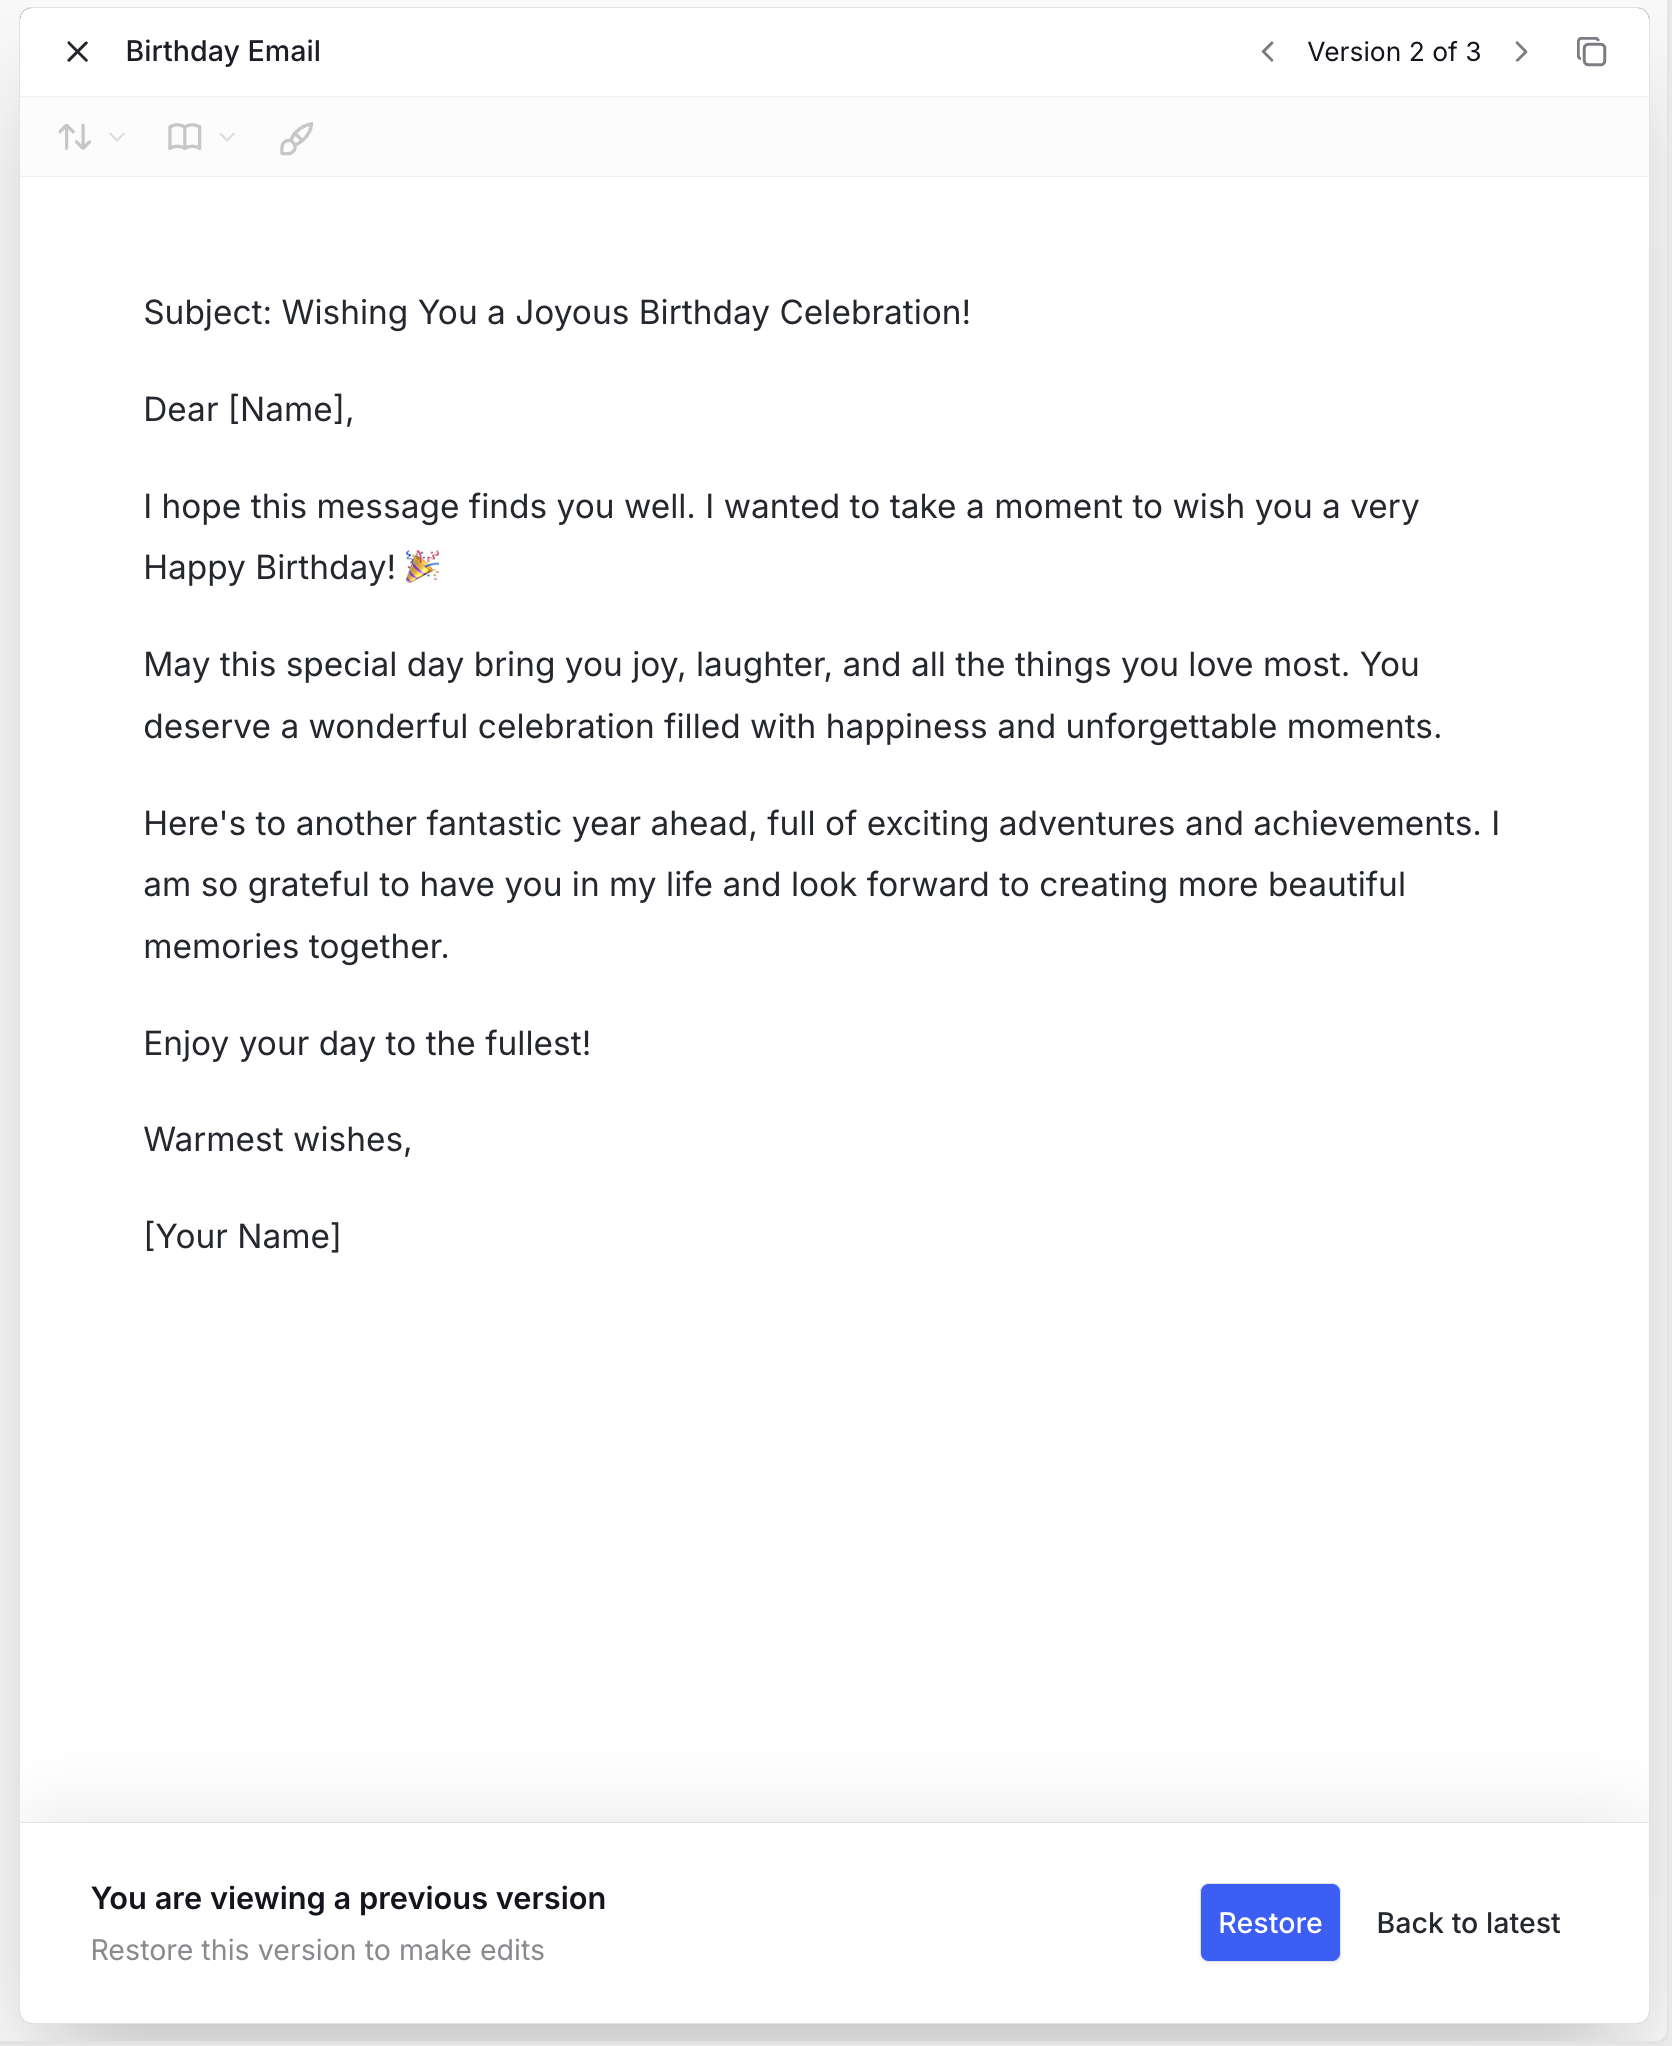 Birthday Email
Version 2 of 3
Subject: Wishing You a Joyous Birthday Celebration!
Dear [Name],
I hope this message finds you well. I wanted to take a moment to wish you a very
Happy Birthday! 🎉
May this special day bring you joy, laughter, and all the things you love most. You
deserve a wonderful celebration filled with happiness and unforgettable moments.
Here's to another fantastic year ahead, full of exciting adventures and achievements. I
am so grateful to have you in my life and look forward to creating more beautiful
memories together.
Enjoy your day to the fullest!
Warmest wishes,
[Your Name]
You are viewing a previous version
Restore this version to make edits
Restore
Back to latest